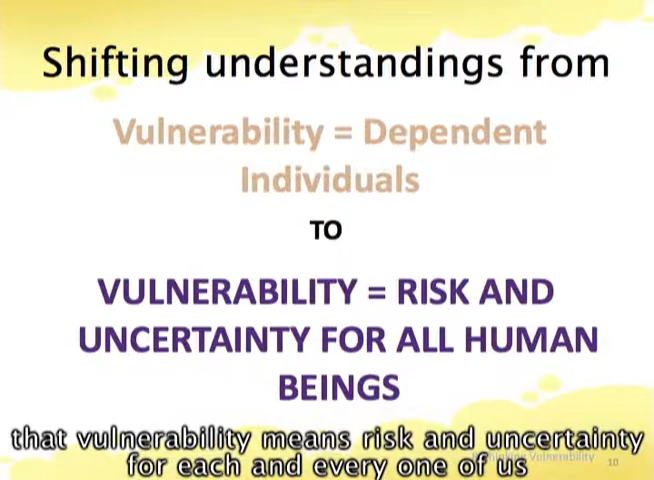 Shifting understandings from
Vulnerability = Dependent
Individuals
TO
VULNERABILITY = RISK AND
UNCERTAINTY FOR ALL HUMAN
BEINGS
that vulnerability means risk and uncertainty
for each and every one of us
Vulnerability
10